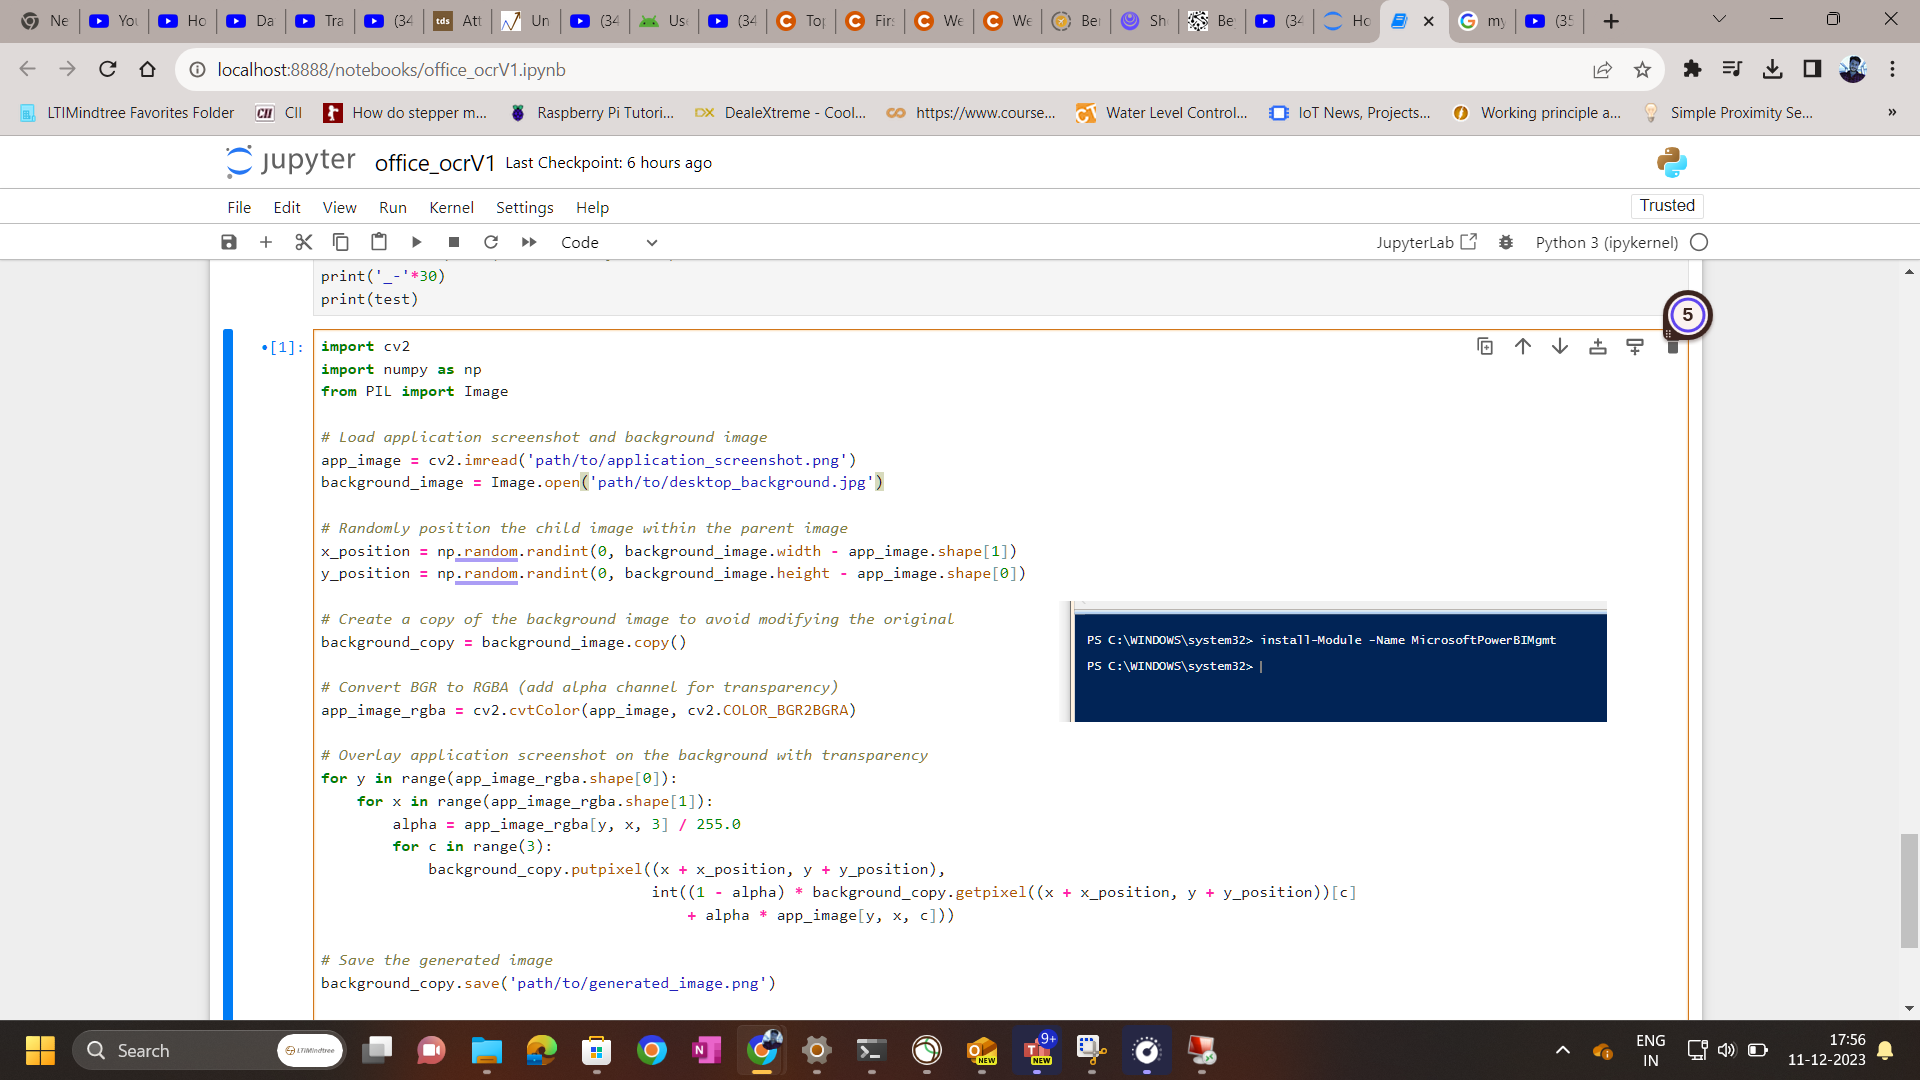 Ne
You
Ho
Da
Tra
(34
Att
Un
(34
Us
(34
Top
Firs
We
We
Ber
Sh
Be
(34
Ho
my
(35
localhost:8888/notebooks/office_ocrV1.ipynb
LTIMindtree Favorites Folder
CII
How do stepper m...
Raspberry Pi Tutori...
DealeXtreme - Cool...
https://www.course...
Water Level Control...
IoT News, Projects...
Working principle a...
Simple Proximity Se...
»
jupyter office_ocrV1 Last Checkpoint: 6 hours ago
File Edit View Run Kernel Settings Help
Trusted
Code
JupyterLab
Python 3 (ipykernel)
print('_-'*30)
print(test)
5
•[1]:
import cv2
import numpy as np
from PIL import Image
# Load application screenshot and background image
app_image = cv2.imread('path/to/application_screenshot.png')
background_image = Image.open('path/to/desktop_background.jpg')
# Randomly position the child image within the parent image
x_position = np.random.randint(0, background_image.width - app_image.shape[1])
y_position = np.random.randint(0, background_image.height - app_image.shape[0])
# Create a copy of the background image to avoid modifying the original
background_copy = background_image.copy()
# Convert BGR to RGBA (add alpha channel for transparency)
app_image_rgba = cv2.cvtColor(app_image, cv2.COLOR_BGR2BGRA)
# Overlay application screenshot on the background with transparency
for y in range(app_image_rgba.shape[0]):
for x in range(app_image_rgba.shape[1]):
alpha = app_image_rgba[y, x, 3] / 255.0
for c in range(3):
background_copy.putpixel((x + x_position, y + y_position),
int((1 - alpha) * background_copy.getpixel((x + x_position, y + y_position))[c]
+ alpha * app_image[y, x, c]))
# Save the generated image
background_copy.save('path/to/generated_image.png')
PS C:\WINDOWS\system32> install-Module -Name MicrosoftPowerBIMgmt
PS C:\WINDOWS\system32>
Search
LTIMindtree
NEW
9+
NEW
ENG
IN
17:56
11-12-2023